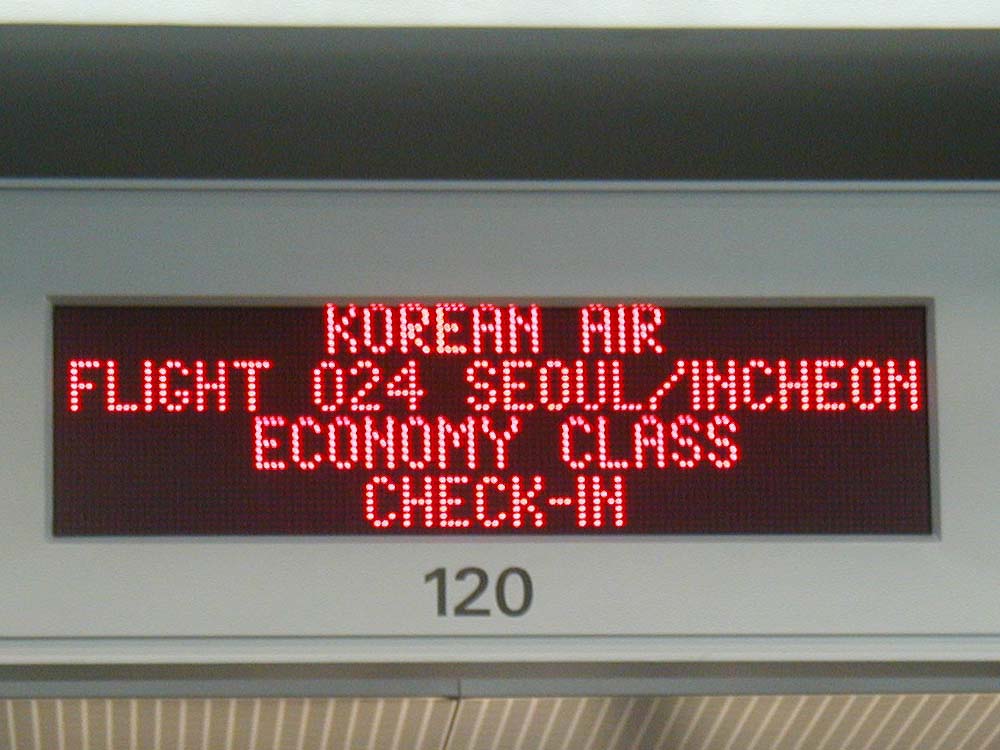 KOREAN AIR
FLIGHT 024 SEOUL/INCHEON
ECONOMY CLASS
CHECK-IN
120